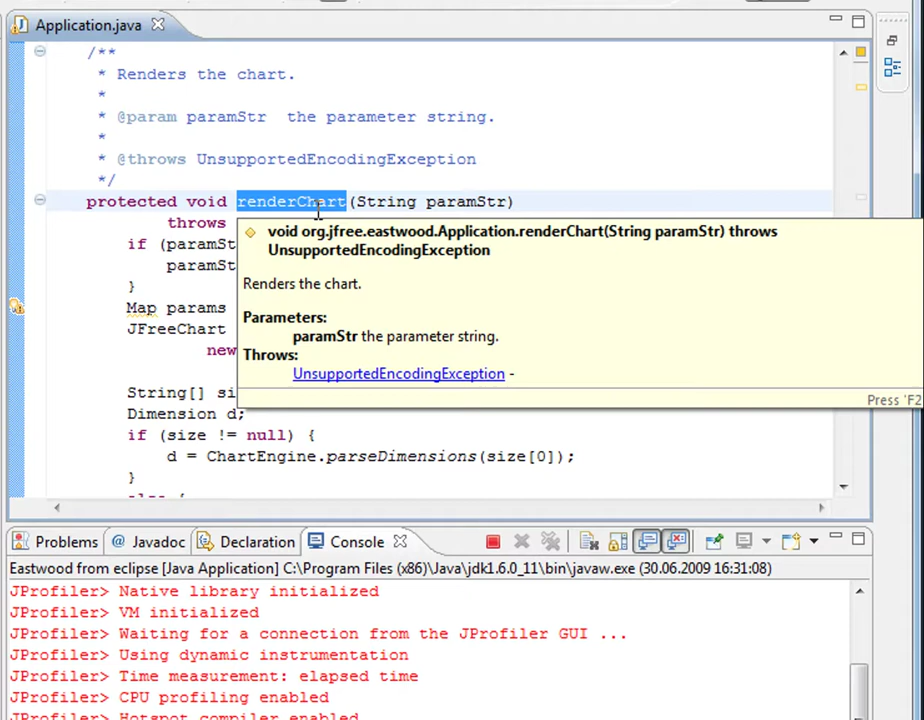 Application.java
/**
* Renders the chart.
*
* @param paramStr  the parameter string.
*
* @throws UnsupportedEncodingException
*/
protected void renderChart(String paramStr)
throws
void org.jfree.eastwood.Application.renderChart(String paramStr) throws
UnsupportedEncodingException
Renders the chart.
Parameters:
paramStr the parameter string.
Throws:
UnsupportedEncodingException -
Press 'F2
if (paramSt
paramSt
}
Map params
JFreeChart
new
String[] si
Dimension d;
if (size != null) {
d = ChartEngine.parseDimensions(size[0]);
}
else {
Problems @ Javadoc Declaration Console
Eastwood from eclipse [Java Application] C:\Program Files (x86)\Java\jdk1.6.0_11\bin\javaw.exe (30.06.2009 16:31:08)
JProfiler> Native library initialized
JProfiler> VM initialized
JProfiler> Waiting for a connection from the JProfiler GUI ...
JProfiler> Using dynamic instrumentation
JProfiler> Time measurement: elapsed time
JProfiler> CPU profiling enabled
JProfiler> Hotspot compiler enabled